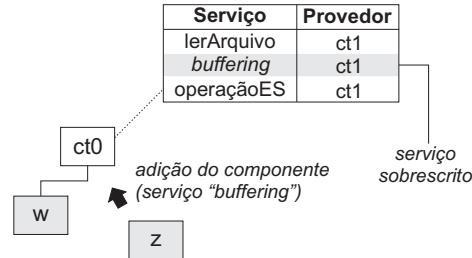 Serviço Provedor
lerArquivo ct1
buffering ct1
operaçãoES ct1
ct0
adição do componente
(serviço “buffering”)
serviço
sobrescrito
w
z